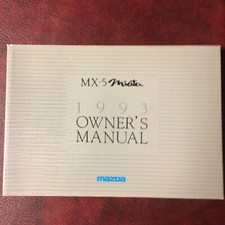 MX-5 Miata
1993
OWNER'S
MANUAL
mazda